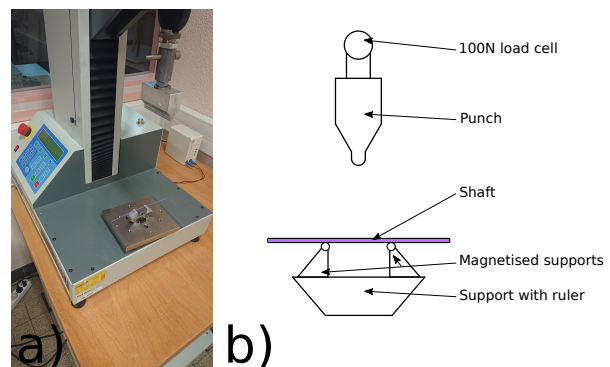 100N load cell
Punch
Shaft
Magnetised supports
Support with ruler
a)
b)